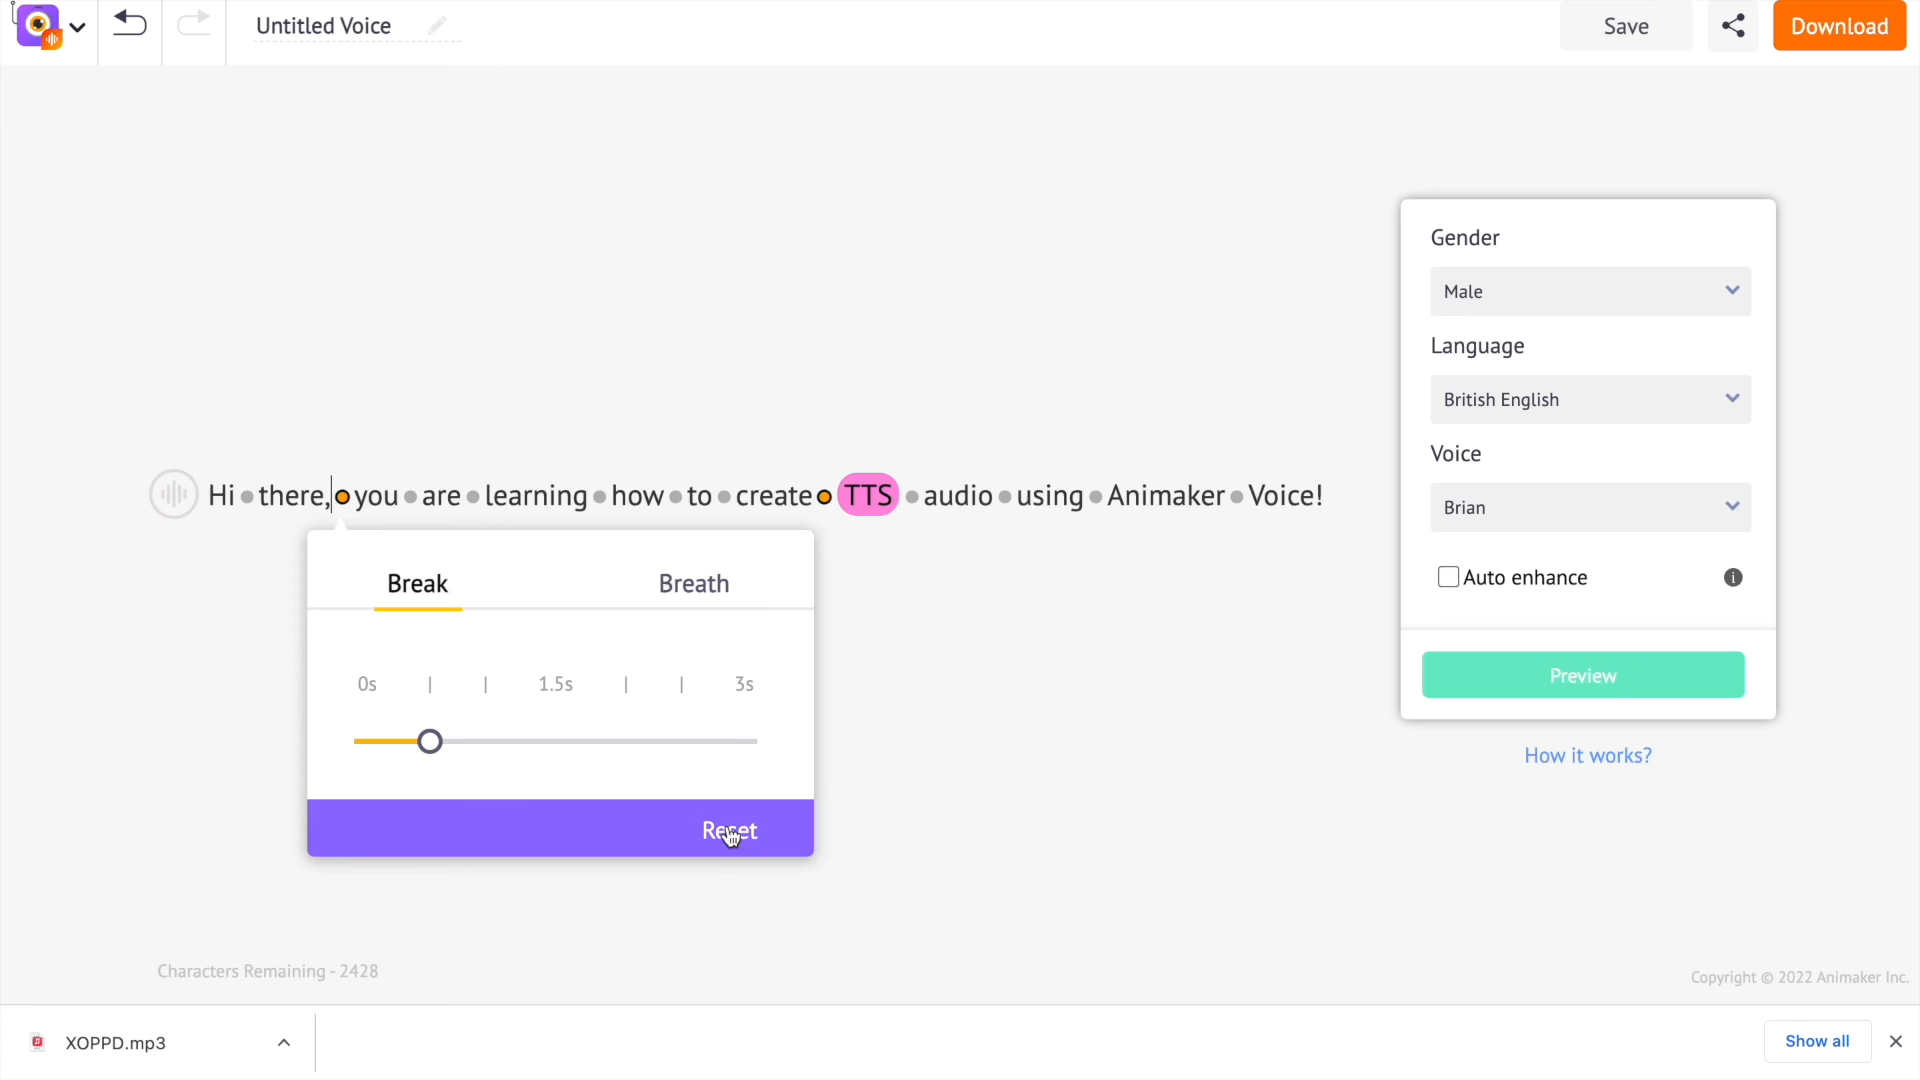 Untitled Voice
Save
Download
Gender
Male
Language
British English
Voice
Brian
Auto enhance
Preview
How it works?
Hi there, you are learning how to create TTS audio using Animaker Voice!
Break Breath
0s | | 1.5s | | 3s
Reset
Characters Remaining - 2428
Copyright © 2022 Animaker Inc.
XOPPD.mp3
Show all